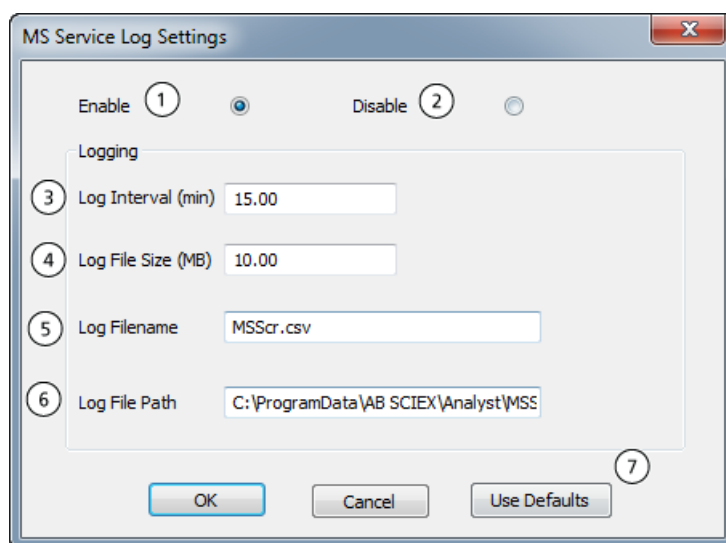 MS Service Log Settings
Enable 1 Disable 2
Logging
3 Log Interval (min) 15.00
4 Log File Size (MB) 10.00
5 Log Filename MSScr.csv
6 Log File Path C:\ProgramData\AB SCIEX\Analyst\MSS
7
OK Cancel Use Defaults